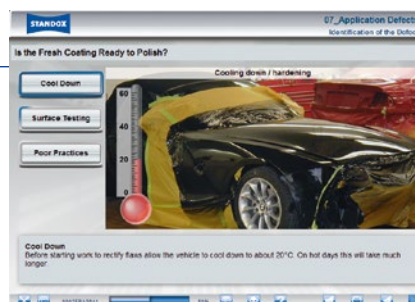 STANDOX
07_Application Defects
Identification of the Defect
Is the Fresh Coating Ready to Polish?
Cool Down
Cooling down / hardening
60
Surface Testing
40
Poor Practices
20
0
Cool Down
Before starting work to rectify flaws allow the vehicle to cool down to about 20°C. On hot days this will take much
longer.